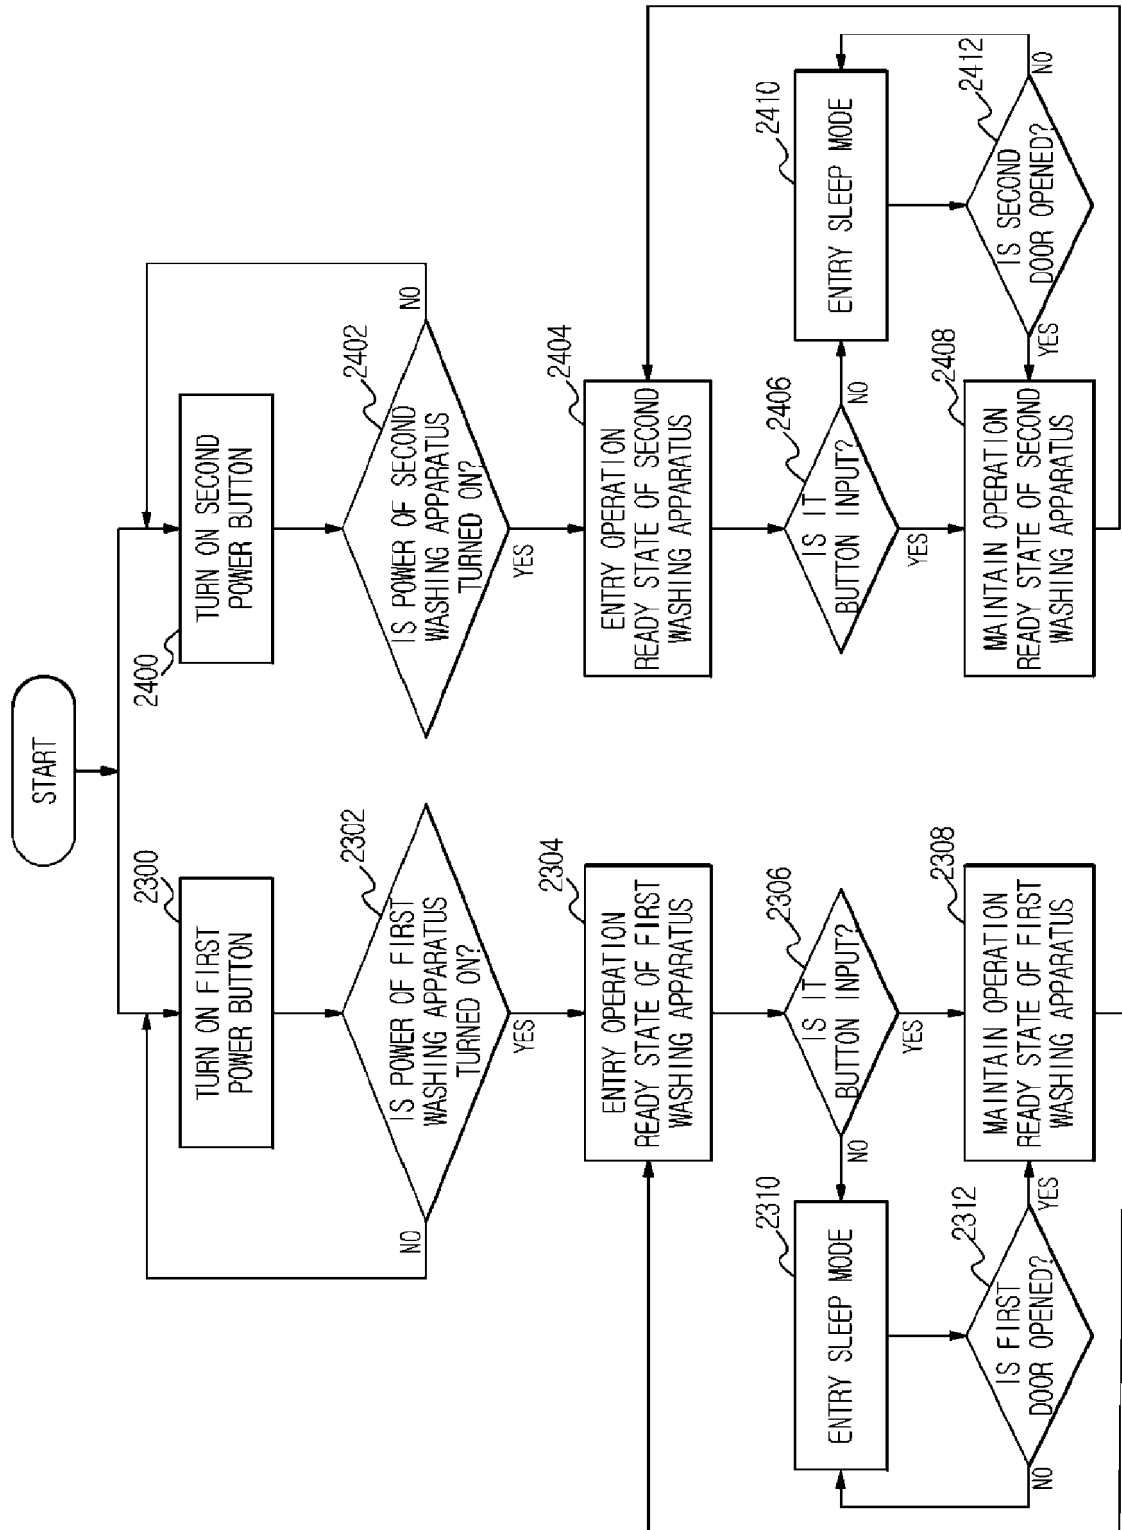 START
2300
TURN ON FIRST
POWER BUTTON
2302
IS POWER OF FIRST
WASHING APPARATUS
TURNED ON?
NO
YES
2304
ENTRY OPERATION
READY STATE OF FIRST
WASHING APPARATUS
2306
IS IT
BUTTON INPUT?
NO
YES
2310
ENTRY SLEEP MODE
2312
IS FIRST
DOOR OPENED?
NO
YES
2308
MAINTAIN OPERATION
READY STATE OF FIRST
WASHING APPARATUS
2400
TURN ON SECOND
POWER BUTTON
2402
IS POWER OF SECOND
WASHING APPARATUS
TURNED ON?
NO
YES
2404
ENTRY OPERATION
READY STATE OF SECOND
WASHING APPARATUS
2406
IS IT
BUTTON INPUT?
NO
YES
2410
ENTRY SLEEP MODE
2412
IS SECOND
DOOR OPENED?
NO
YES
2408
MAINTAIN OPERATION
READY STATE OF SECOND
WASHING APPARATUS